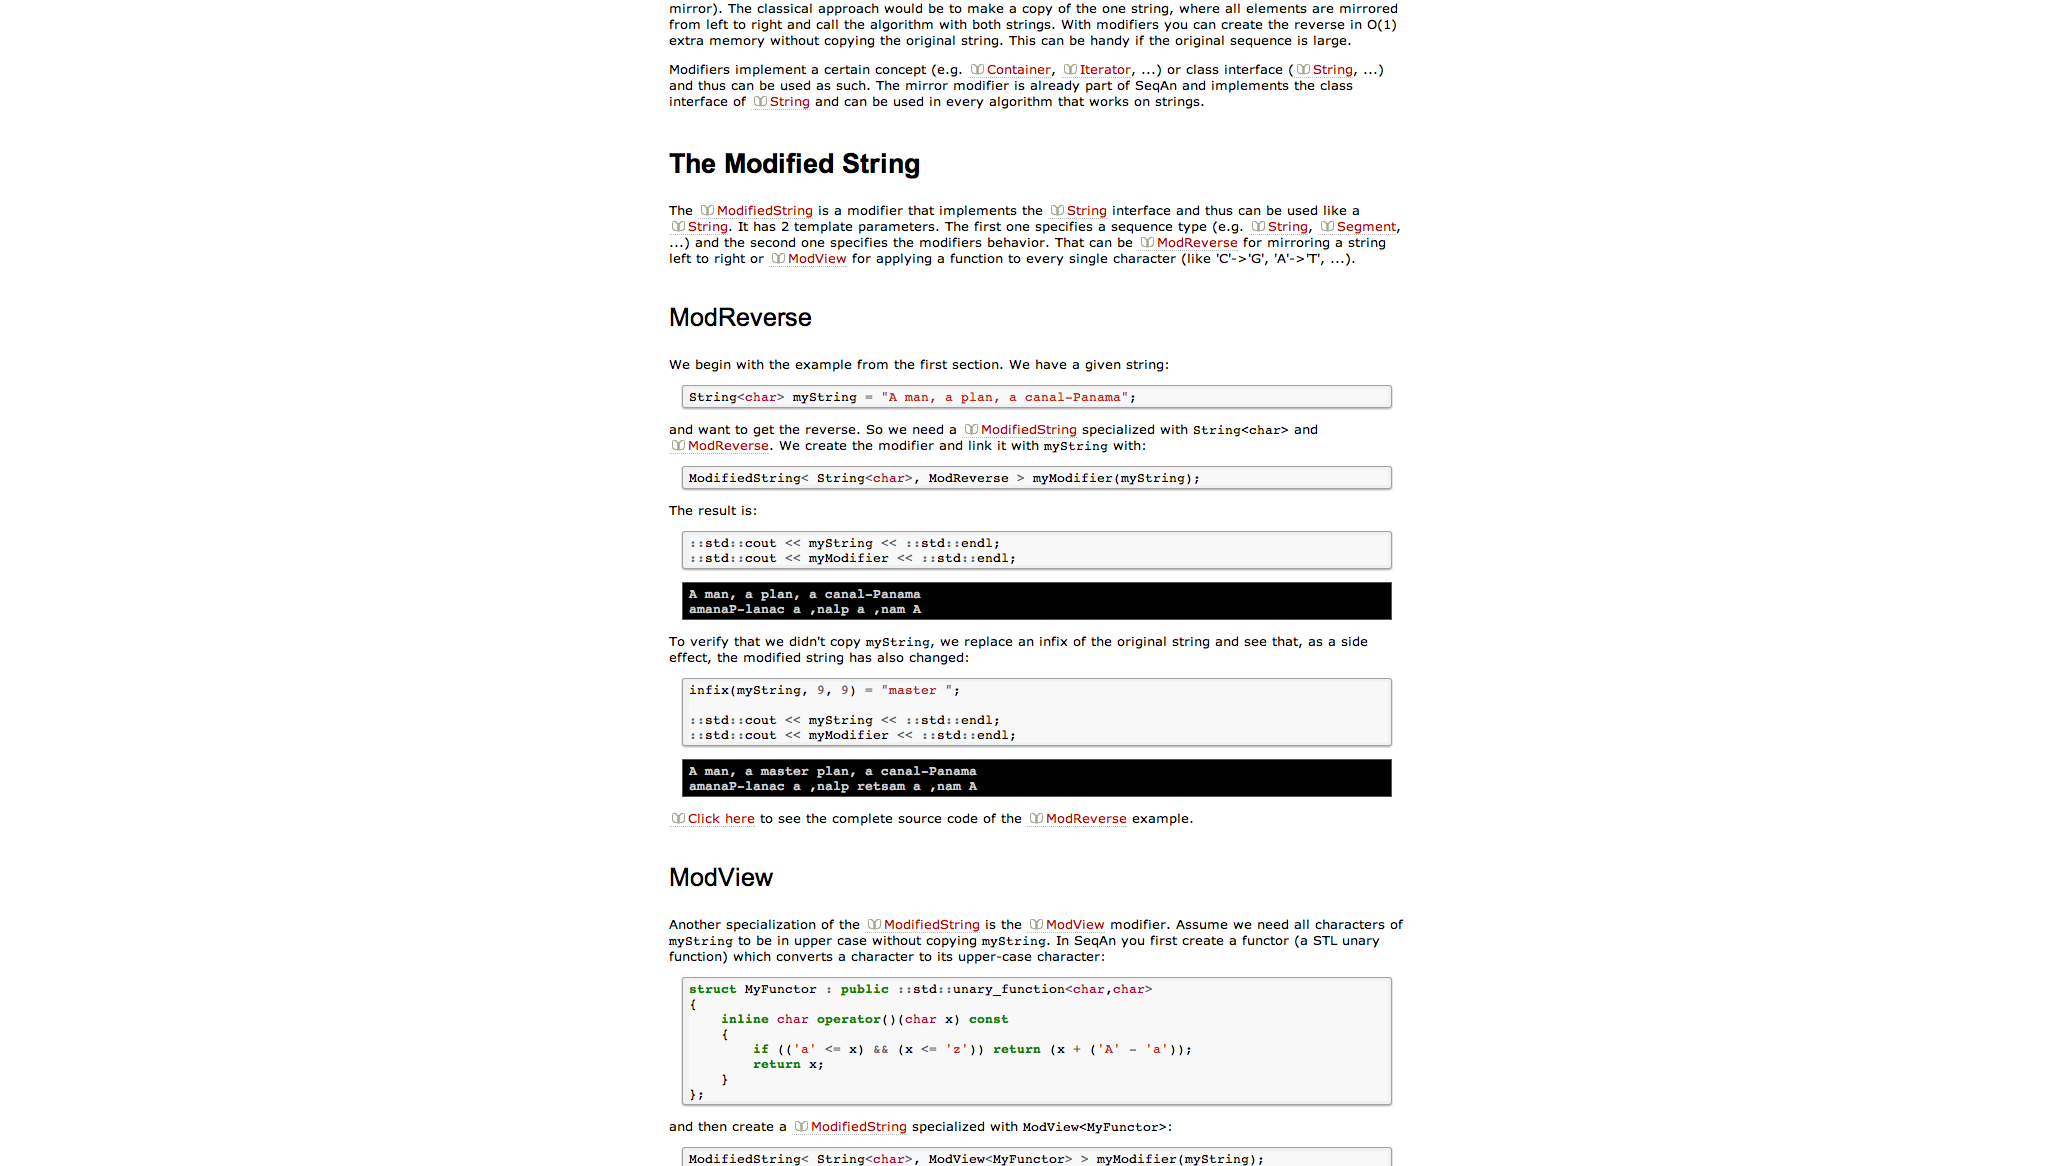 mirror). The classical approach would be to make a copy of the one string, where all elements are mirrored
from left to right and call the algorithm with both strings. With modifiers you can create the reverse in O(1)
extra memory without copying the original string. This can be handy if the original sequence is large.
Modifiers implement a certain concept (e.g. Container, Iterator, ...) or class interface (String, ...)
and thus can be used as such. The mirror modifier is already part of SeqAn and implements the class
interface of String and can be used in every algorithm that works on strings.
The Modified String
The ModifiedString is a modifier that implements the String interface and thus can be used like a
String. It has 2 template parameters. The first one specifies a sequence type (e.g. String, Segment,
...) and the second one specifies the modifiers behavior. That can be ModReverse for mirroring a string
left to right or ModView for applying a function to every single character (like 'C'->'G', 'A'->'T', ...).
ModReverse
We begin with the example from the first section. We have a given string:
String<char> myString = "A man, a plan, a canal-Panama";
and want to get the reverse. So we need a ModifiedString specialized with String<char> and
ModReverse. We create the modifier and link it with myString with:
ModifiedString< String<char>, ModReverse > myModifier(myString);
The result is:
::std::cout << myString << ::std::endl;
::std::cout << myModifier << ::std::endl;
A man, a plan, a canal-Panama
amanaP-lanac a ,nalp a ,nam A
To verify that we didn't copy myString, we replace an infix of the original string and see that, as a side
effect, the modified string has also changed:
infix(myString, 9, 9) = "master ";
::std::cout << myString << ::std::endl;
::std::cout << myModifier << ::std::endl;
A man, a master plan, a canal-Panama
amanaP-lanac a ,nalp retsam a ,nam A
Click here to see the complete source code of the ModReverse example.
ModView
Another specialization of the ModifiedString is the ModView modifier. Assume we need all characters of
myString to be in upper case without copying myString. In SeqAn you first create a functor (a STL unary
function) which converts a character to its upper-case character:
struct MyFunctor : public ::std::unary_function<char,char>
{
    inline char operator()(char x) const
    {
        if (('a' <= x) && (x <= 'z')) return (x + ('A' - 'a'));
        return x;
    }
};
and then create a ModifiedString specialized with ModView<MyFunctor>:
ModifiedString< String<char>, ModView<MyFunctor> > myModifier(myString);